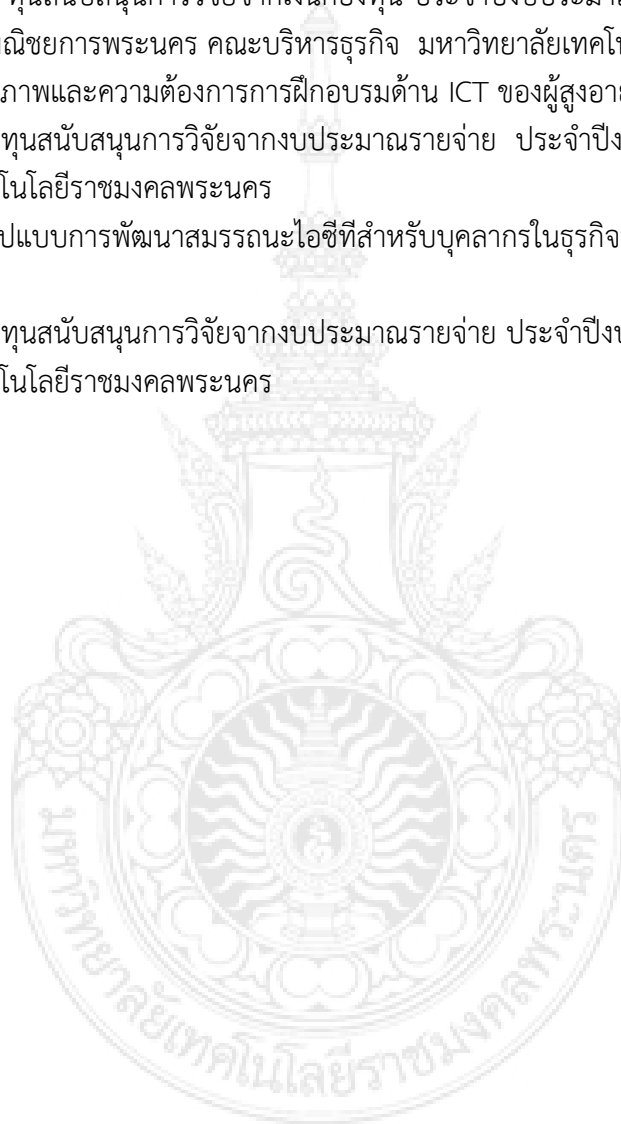 ทุนสนับสนุนการวิจัยจากเงินกองทุน ประจำปีงบประมาณ
ณิชยการพระนคร คณะบริหารธุรกิจ มหาวิทยาลัยเทคโน
ภาพและความต้องการการฝึกอบรมด้าน ICT ของผู้สูงอายุ
ทุนสนับสนุนการวิจัยจากงบประมาณรายจ่าย ประจำปีง
โนโลยีราชมงคลพระนคร
ปแบบการพัฒนาสมรรถนะไอซีทีสำหรับบุคลากรในธุรกิจ
ทุนสนับสนุนการวิจัยจากงบประมาณรายจ่าย ประจำปีงบ
โนโลยีราชมงคลพระนคร
มหาวิทยาลัยเทคโนโลยีราชมงคลพระนคร